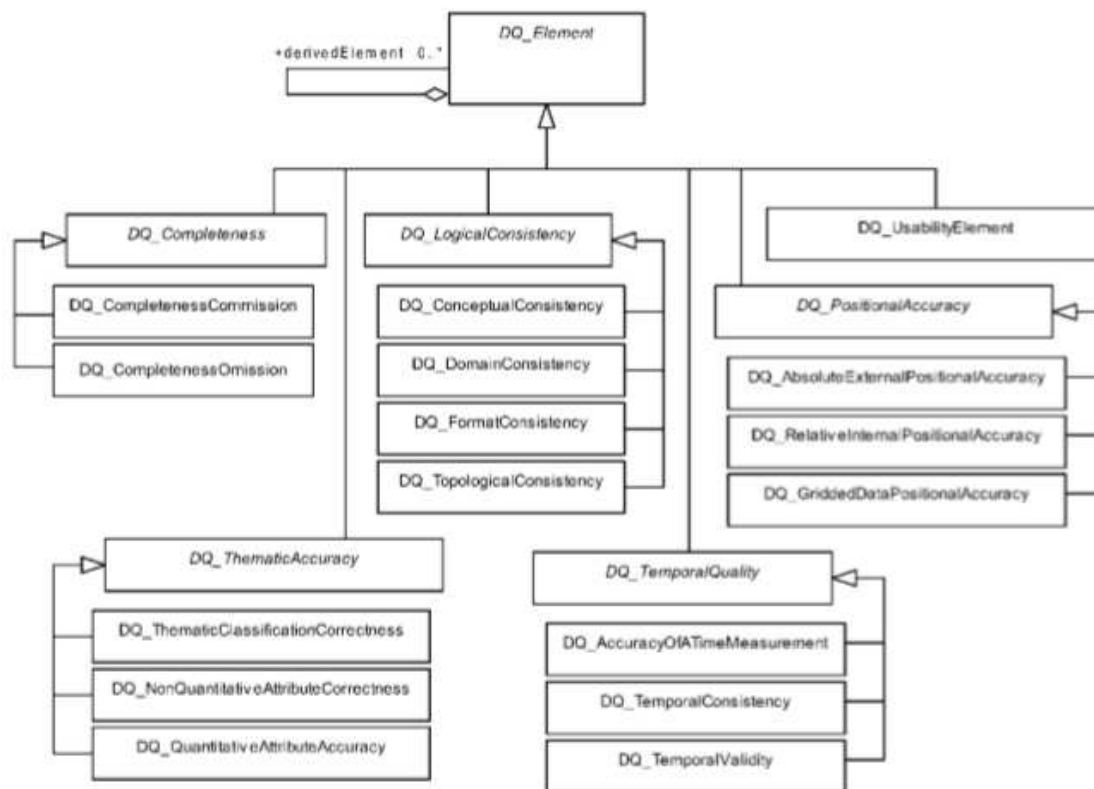 DQ_Element
+derivedElement 0..*
DQ_Completeness
DQ_CompletenessCommission
DQ_CompletenessOmission
DQ_LogicalConsistency
DQ_ConceptualConsistency
DQ_DomainConsistency
DQ_FormatConsistency
DQ_TopologicalConsistency
DQ_UsabilityElement
DQ_PositionalAccuracy
DQ_AbsoluteExternalPositionalAccuracy
DQ_RelativeInternalPositionalAccuracy
DQ_GriddedDataPositionalAccuracy
DQ_ThematicAccuracy
DQ_ThematicClassificationCorrectness
DQ_NonQuantitativeAttributeCorrectness
DQ_QuantitativeAttributeAccuracy
DQ_TemporalQuality
DQ_AccuracyOfATimeMeasurement
DQ_TemporalConsistency
DQ_TemporalValidity